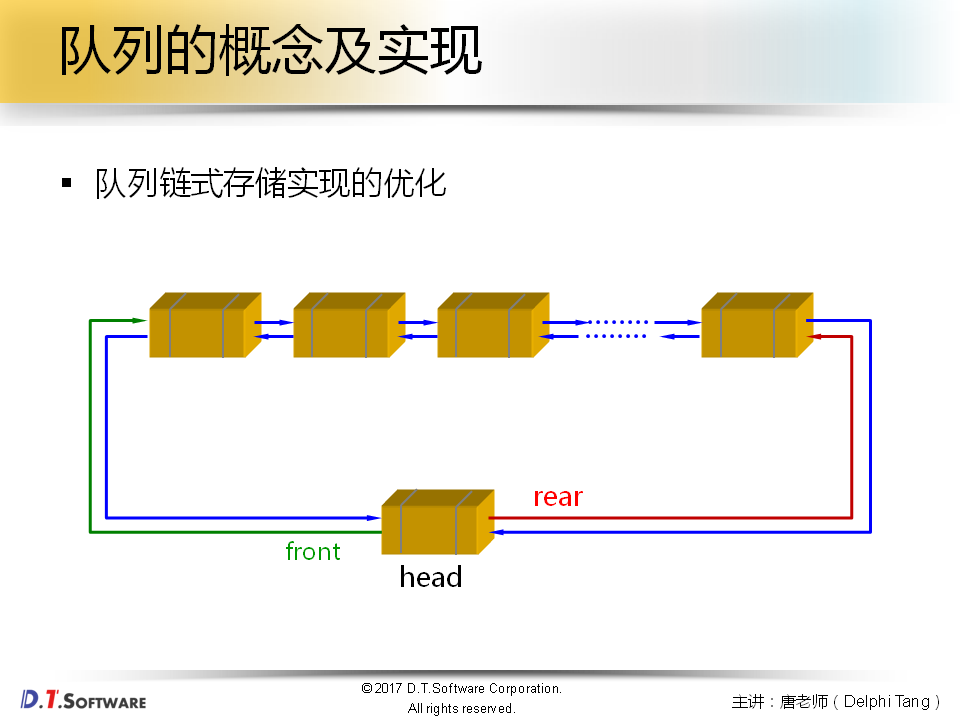 队列的概念及实现
▪ 队列链式存储实现的优化
rear
front
head
D.T.SOFTWARE
©2017 D.T.Software Corporation.
All rights reserved.
主讲：唐老师（Delphi Tang）